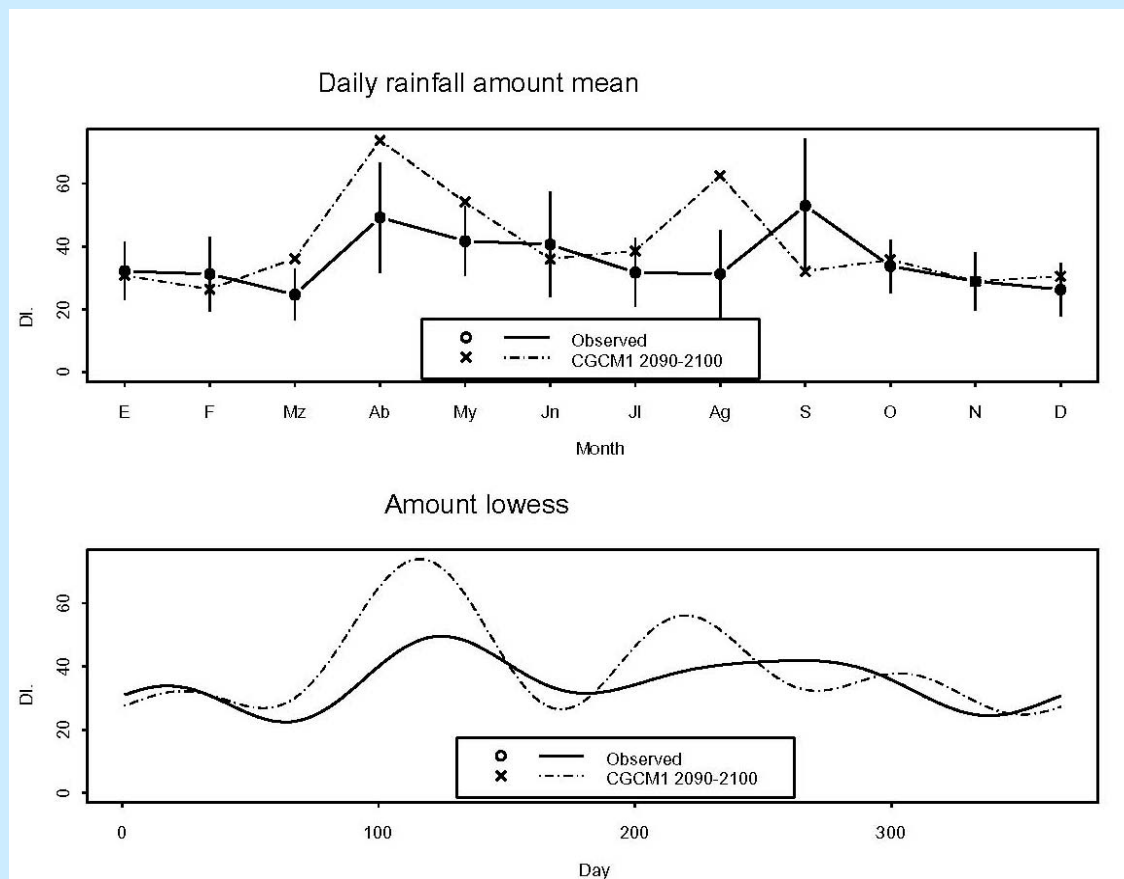 Daily rainfall amount mean
60
40
20
0
Dl.
Observed
CGCM1 2090-2100
E F Mz Ab My Jn Jl Ag S O N D
Month
Amount lowess
60
40
20
0
Dl.
Observed
CGCM1 2090-2100
0 100 200 300
Day